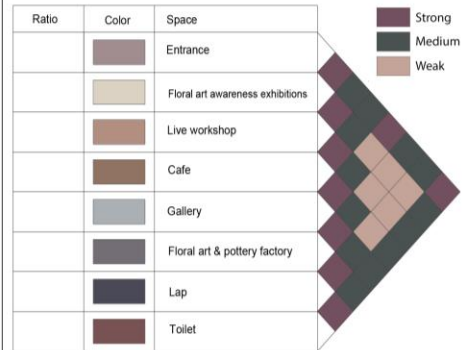 Ratio Color Space
Strong
Medium
Weak
Entrance
Floral art awareness exhibitions
Live workshop
Cafe
Gallery
Floral art & pottery factory
Lap
Toilet